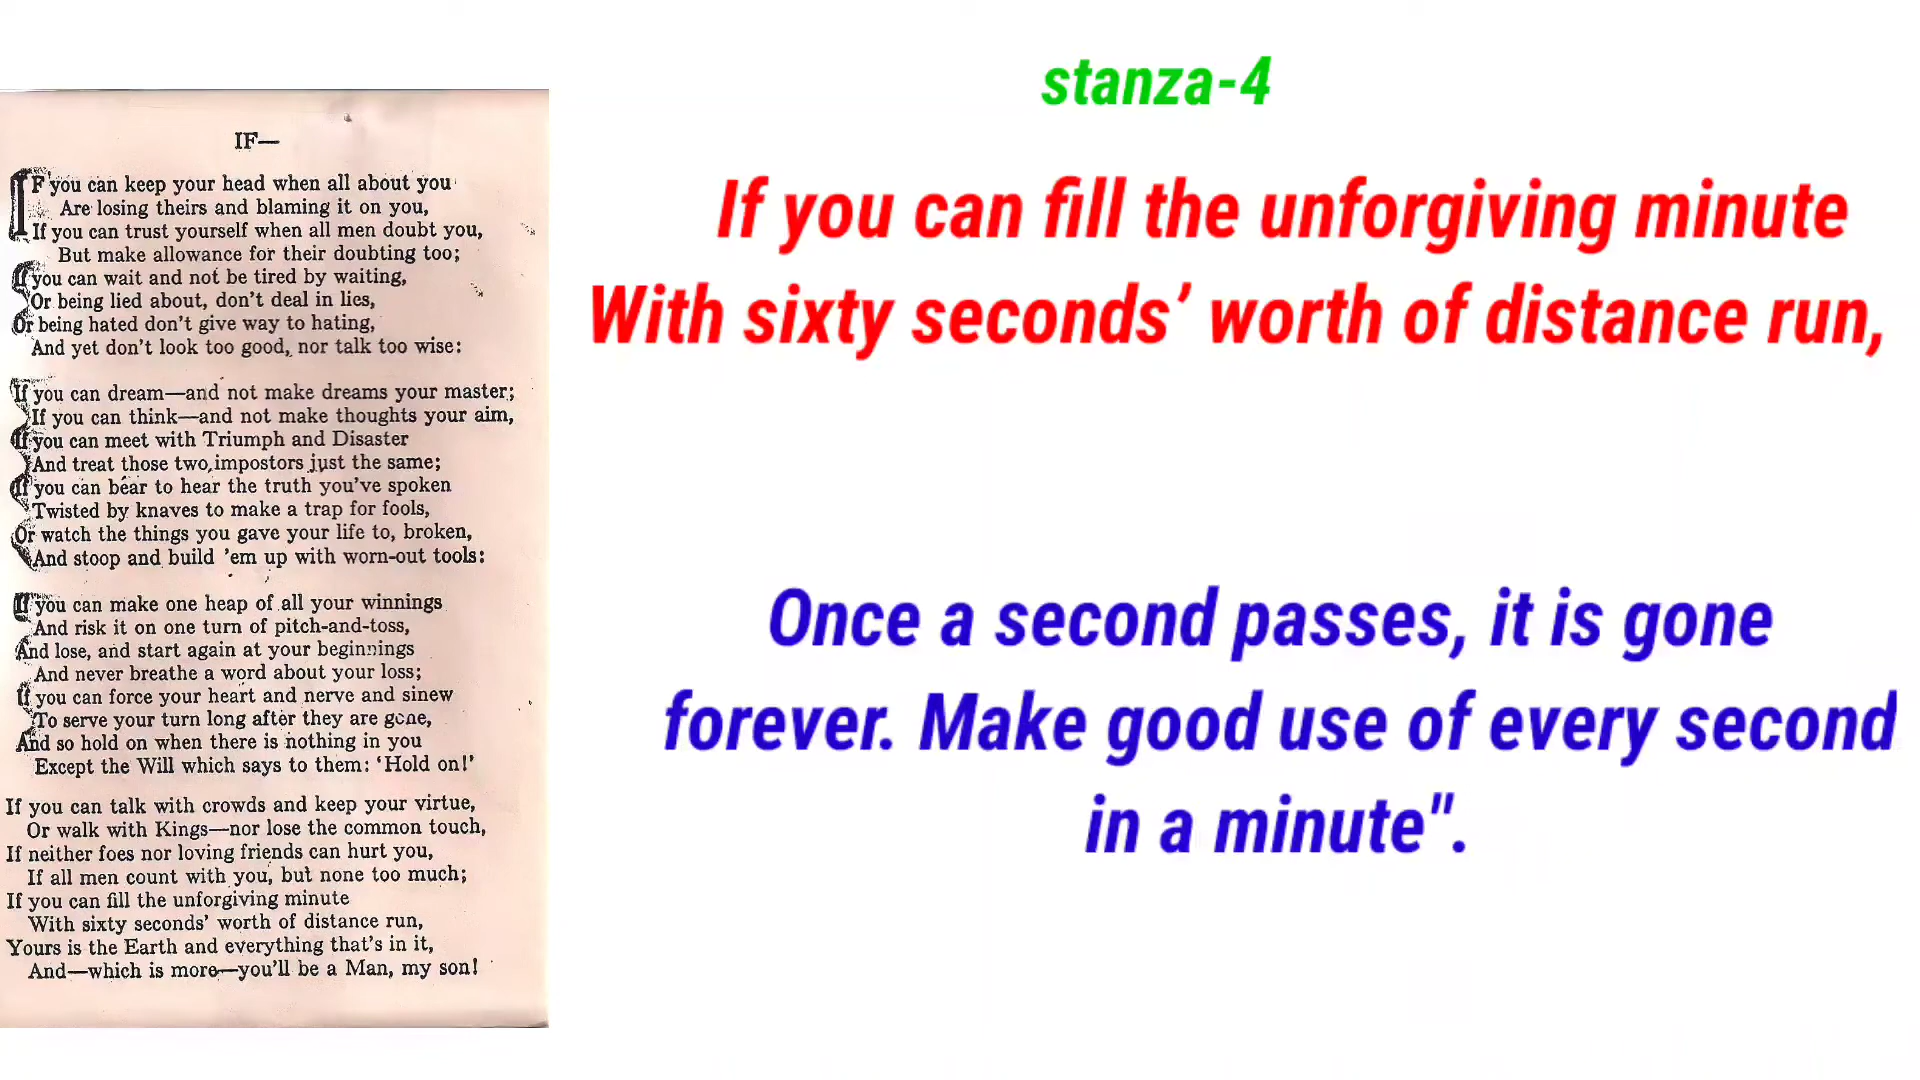 IF—
IF you can keep your head when all about you
Are losing theirs and blaming it on you,
If you can trust yourself when all men doubt you,
But make allowance for their doubting too;
If you can wait and not be tired by waiting,
Or being lied about, don't deal in lies,
Or being hated don't give way to hating,
And yet don't look too good, nor talk too wise:
If you can dream—and not make dreams your master;
If you can think—and not make thoughts your aim,
If you can meet with Triumph and Disaster
And treat those two impostors just the same;
If you can bear to hear the truth you've spoken
Twisted by knaves to make a trap for fools,
Or watch the things you gave your life to, broken,
And stoop and build 'em up with worn-out tools:
If you can make one heap of all your winnings
And risk it on one turn of pitch-and-toss,
And lose, and start again at your beginnings
And never breathe a word about your loss;
If you can force your heart and nerve and sinew
To serve your turn long after they are gone,
And so hold on when there is nothing in you
Except the Will which says to them: 'Hold on!'
If you can talk with crowds and keep your virtue,
Or walk with Kings—nor lose the common touch,
If neither foes nor loving friends can hurt you,
If all men count with you, but none too much;
If you can fill the unforgiving minute
With sixty seconds' worth of distance run,
Yours is the Earth and everything that's in it,
And—which is more—you'll be a Man, my son!
stanza-4
If you can fill the unforgiving minute
With sixty seconds’ worth of distance run,
Once a second passes, it is gone
forever. Make good use of every second
in a minute".